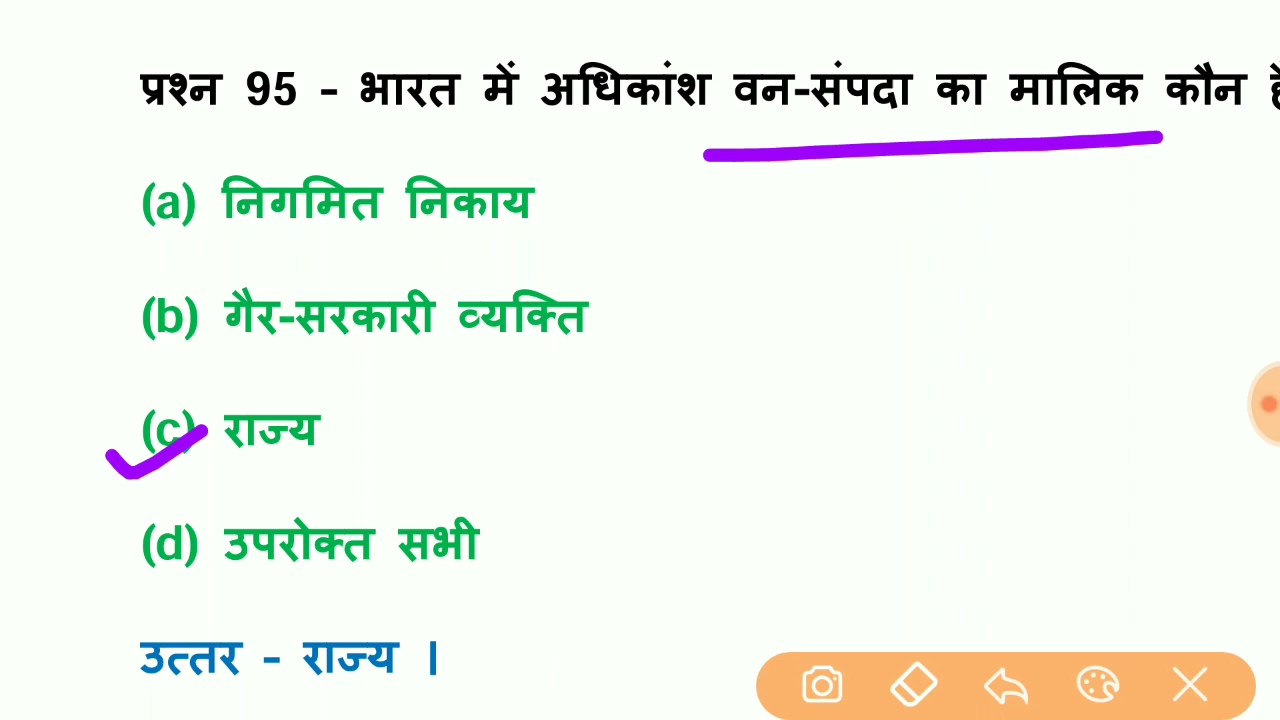 प्रश्न 95 - भारत में अधिकांश वन-संपदा का मालिक कौन
(a) निगमित निकाय
(b) गैर-सरकारी व्यक्ति
(c) राज्य
(d) उपरोक्त सभी
उत्तर - राज्य ।